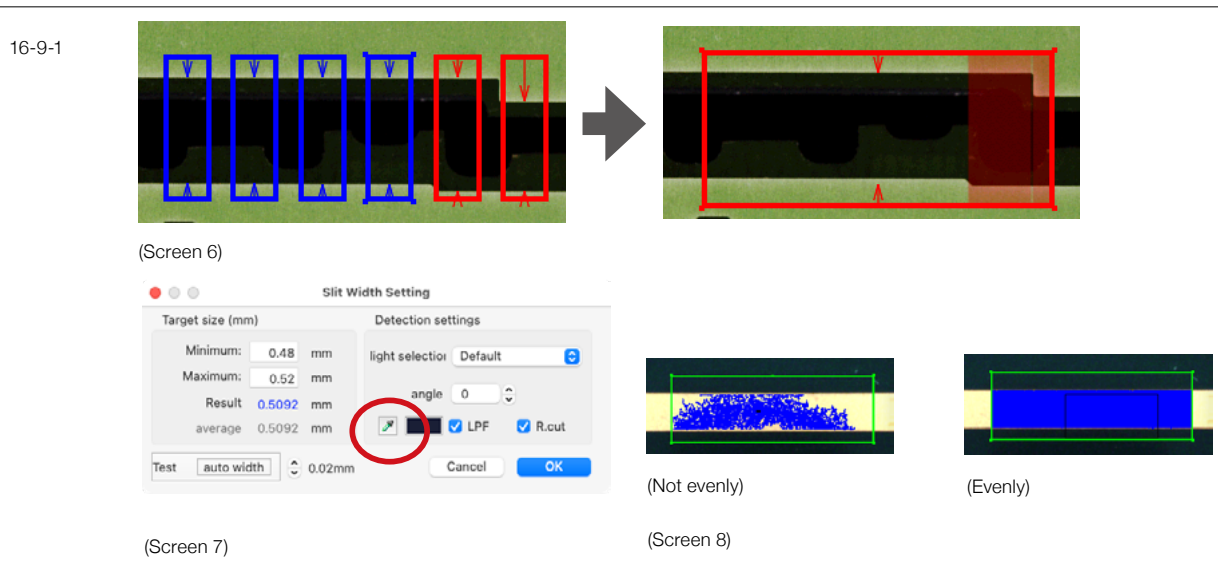 16-9-1
(Screen 6)
Slit Width Setting
Target size (mm)
Detection settings
Minimum: 0.48 mm
light selection Default
Maximum: 0.52 mm
angle 0
Result 0.5092 mm
average 0.5092 mm
LPF R.cut
Test auto width 0.02mm
Cancel OK
(Not evenly)
(Evenly)
(Screen 7)
(Screen 8)